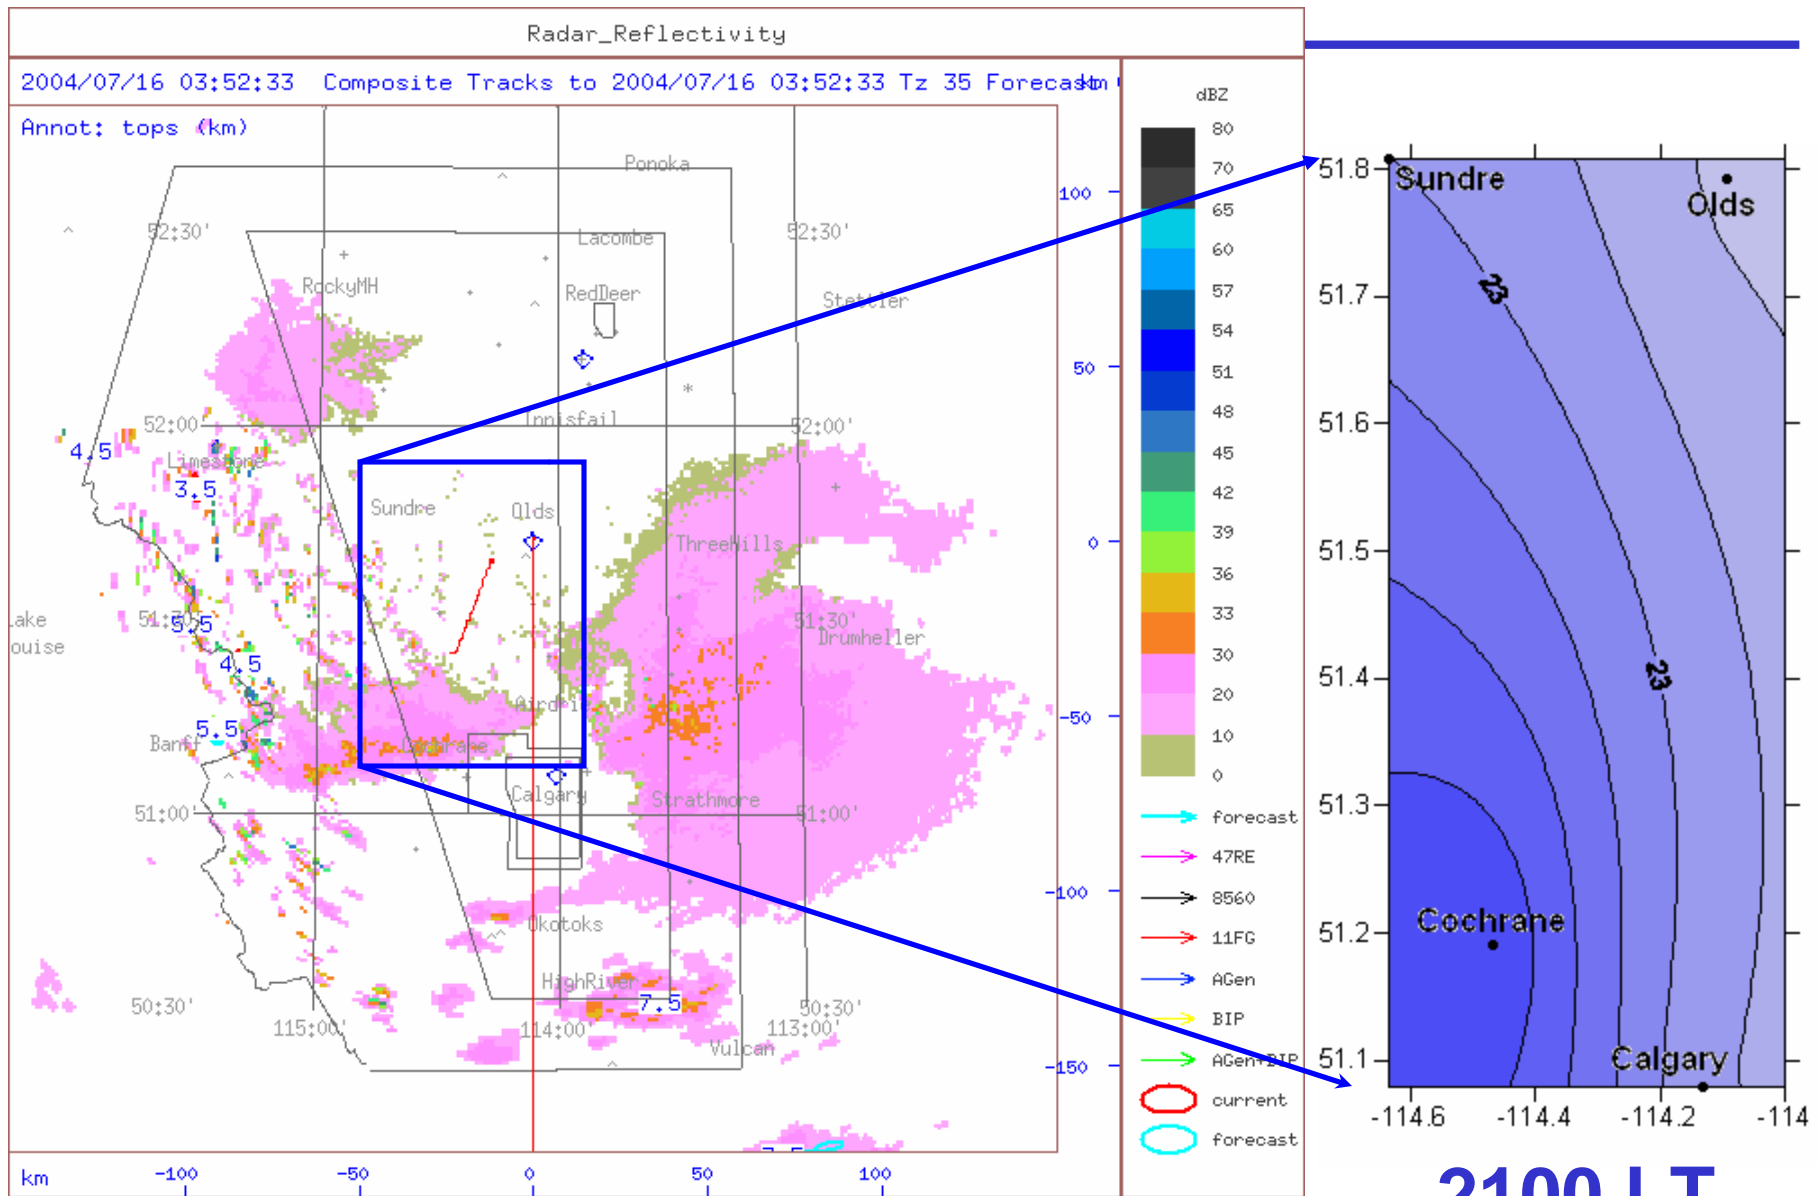 Radar_Reflectivity
2004/07/16 03:52:33 Composite Tracks to 2004/07/16 03:52:33 Tz 35 Forecast km
Annot: tops (km)
Ponoka
52:30' 52:30'
Lacombe
RockyMH
RedDeer
Stettler
Innisfail
52:00' 52:00'
4.5
Limestone
3.5
Sundre
Olds
ThreeHills
51:30' 51:30'
5.5
Drumheller
Lake
Louise
4.5
Airdrie
5.5
Banff
Cochrane
Calgary
Strathmore
51:00' 51:00'
Okotoks
HighRiver
7.5
50:30' 50:30'
115:00' 114:00' 113:00'
Vulcan
km
-100 -50 0 50 100
100
50
0
-50
-100
-150
dBZ
80
70
65
60
57
54
51
48
45
42
39
36
33
30
20
10
0
forecast
47RE
8560
11FG
AGen
BIP
AGen+BIP
current
forecast
51.8
51.7
51.6
51.5
51.4
51.3
51.2
51.1
Sundre
Olds
23
23
Cochrane
Calgary
-114.6 -114.4 -114.2 -114
2100 LT